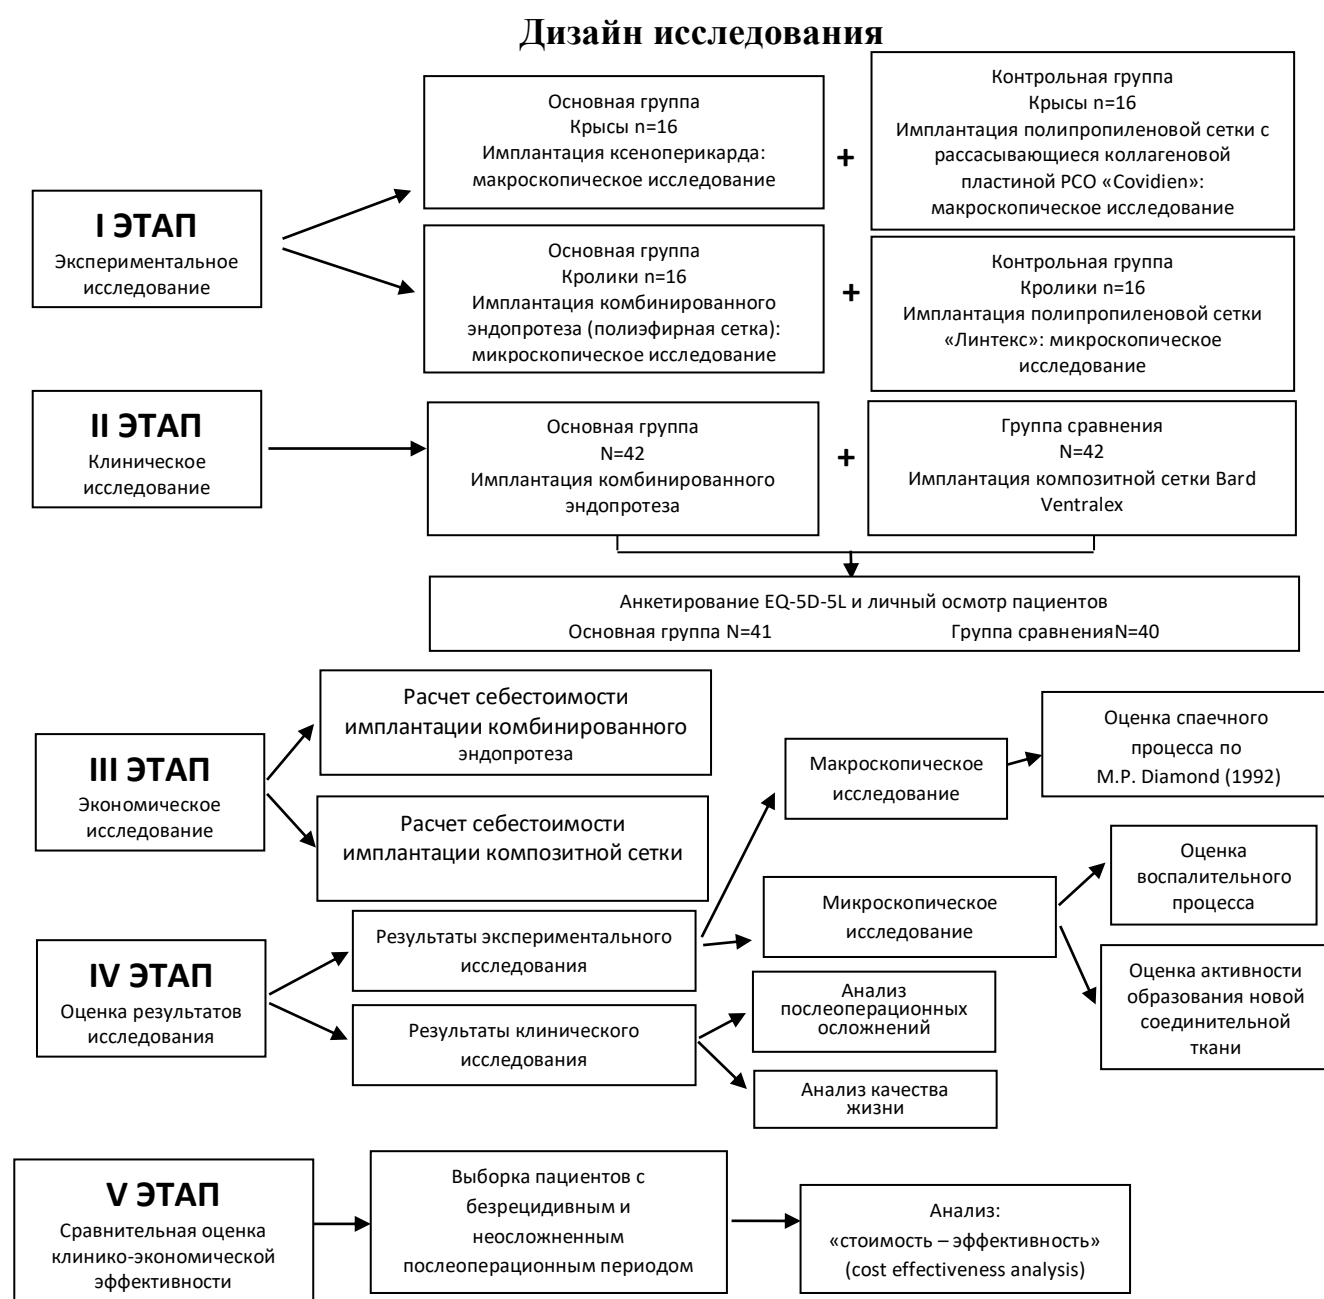 Дизайн исследования
I ЭТАП
Экспериментальное
исследование
Основная группа
Крысы n=16
Имплантация ксеноперикарда:
макроскопическое исследование
+
Контрольная группа
Крысы n=16
Имплантация полипропиленовой сетки с
рассасывающиеся коллагеновой
пластиной PCO «Covidien»:
макроскопическое исследование
Основная группа
Кролики n=16
Имплантация комбинированного
эндопротеза (полиэфирная сетка):
микроскопическое исследование
+
Контрольная группа
Кролики n=16
Имплантация полипропиленовой сетки
«Линтекс»: микроскопическое
исследование
II ЭТАП
Клиническое
исследование
Основная группа
N=42
Имплантация комбинированного
эндопротеза
+
Группа сравнения
N=42
Имплантация композитной сетки Bard
Ventralex
Анкетирование EQ-5D-5L и личный осмотр пациентов
Основная группа N=41 Группа сравненияN=40
III ЭТАП
Экономическое
исследование
Расчет себестоимости
имплантации комбинированного
эндопротеза
Расчет себестоимости
имплантации композитной сетки
IV ЭТАП
Оценка результатов
исследования
Результаты экспериментального
исследования
Результаты клинического
исследования
Макроскопическое
исследование
Оценка спаечного
процесса по
M.P. Diamond (1992)
Микроскопическое
исследование
Оценка
воспалительного
процесса
Оценка активности
образования новой
соединительной
ткани
Анализ
послеоперационных
осложнений
Анализ качества
жизни
V ЭТАП
Сравнительная оценка
клинико-экономической
эффективности
Выборка пациентов с
безрецидивным и
неосложненным
послеоперационным периодом
Анализ:
«стоимость – эффективность»
(cost effectiveness analysis)